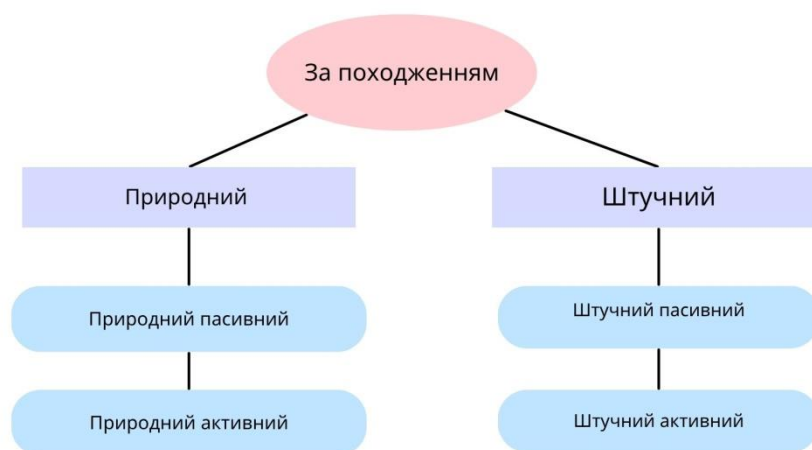 За походженням
Природний
Штучний
Природний пасивний
Штучний пасивний
Природний активний
Штучний активний